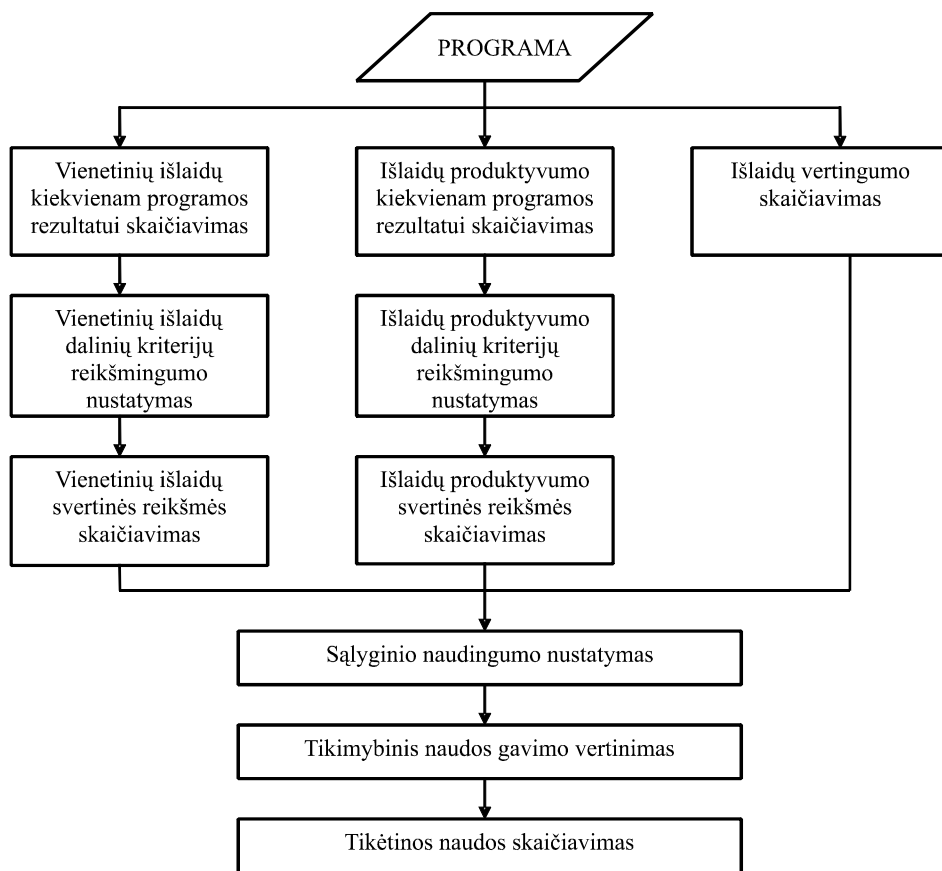 PROGRAMA
Vienetinių išlaidų
kiekvienam programos
rezultatui skaičiavimas
Išlaidų produktyvumo
kiekvienam programos
rezultatui skaičiavimas
Išlaidų vertingumo
skaičiavimas
Vienetinių išlaidų
dalinių kriterijų
reikšmingumo
nustatymas
Išlaidų produktyvumo
dalinių kriterijų
reikšmingumo
nustatymas
Vienetinių išlaidų
svertinės reikšmės
skaičiavimas
Išlaidų produktyvumo
svertinės reikšmės
skaičiavimas
Sąlyginio naudingumo nustatymas
Tikimybinis naudos gavimo vertinimas
Tikėtinos naudos skaičiavimas